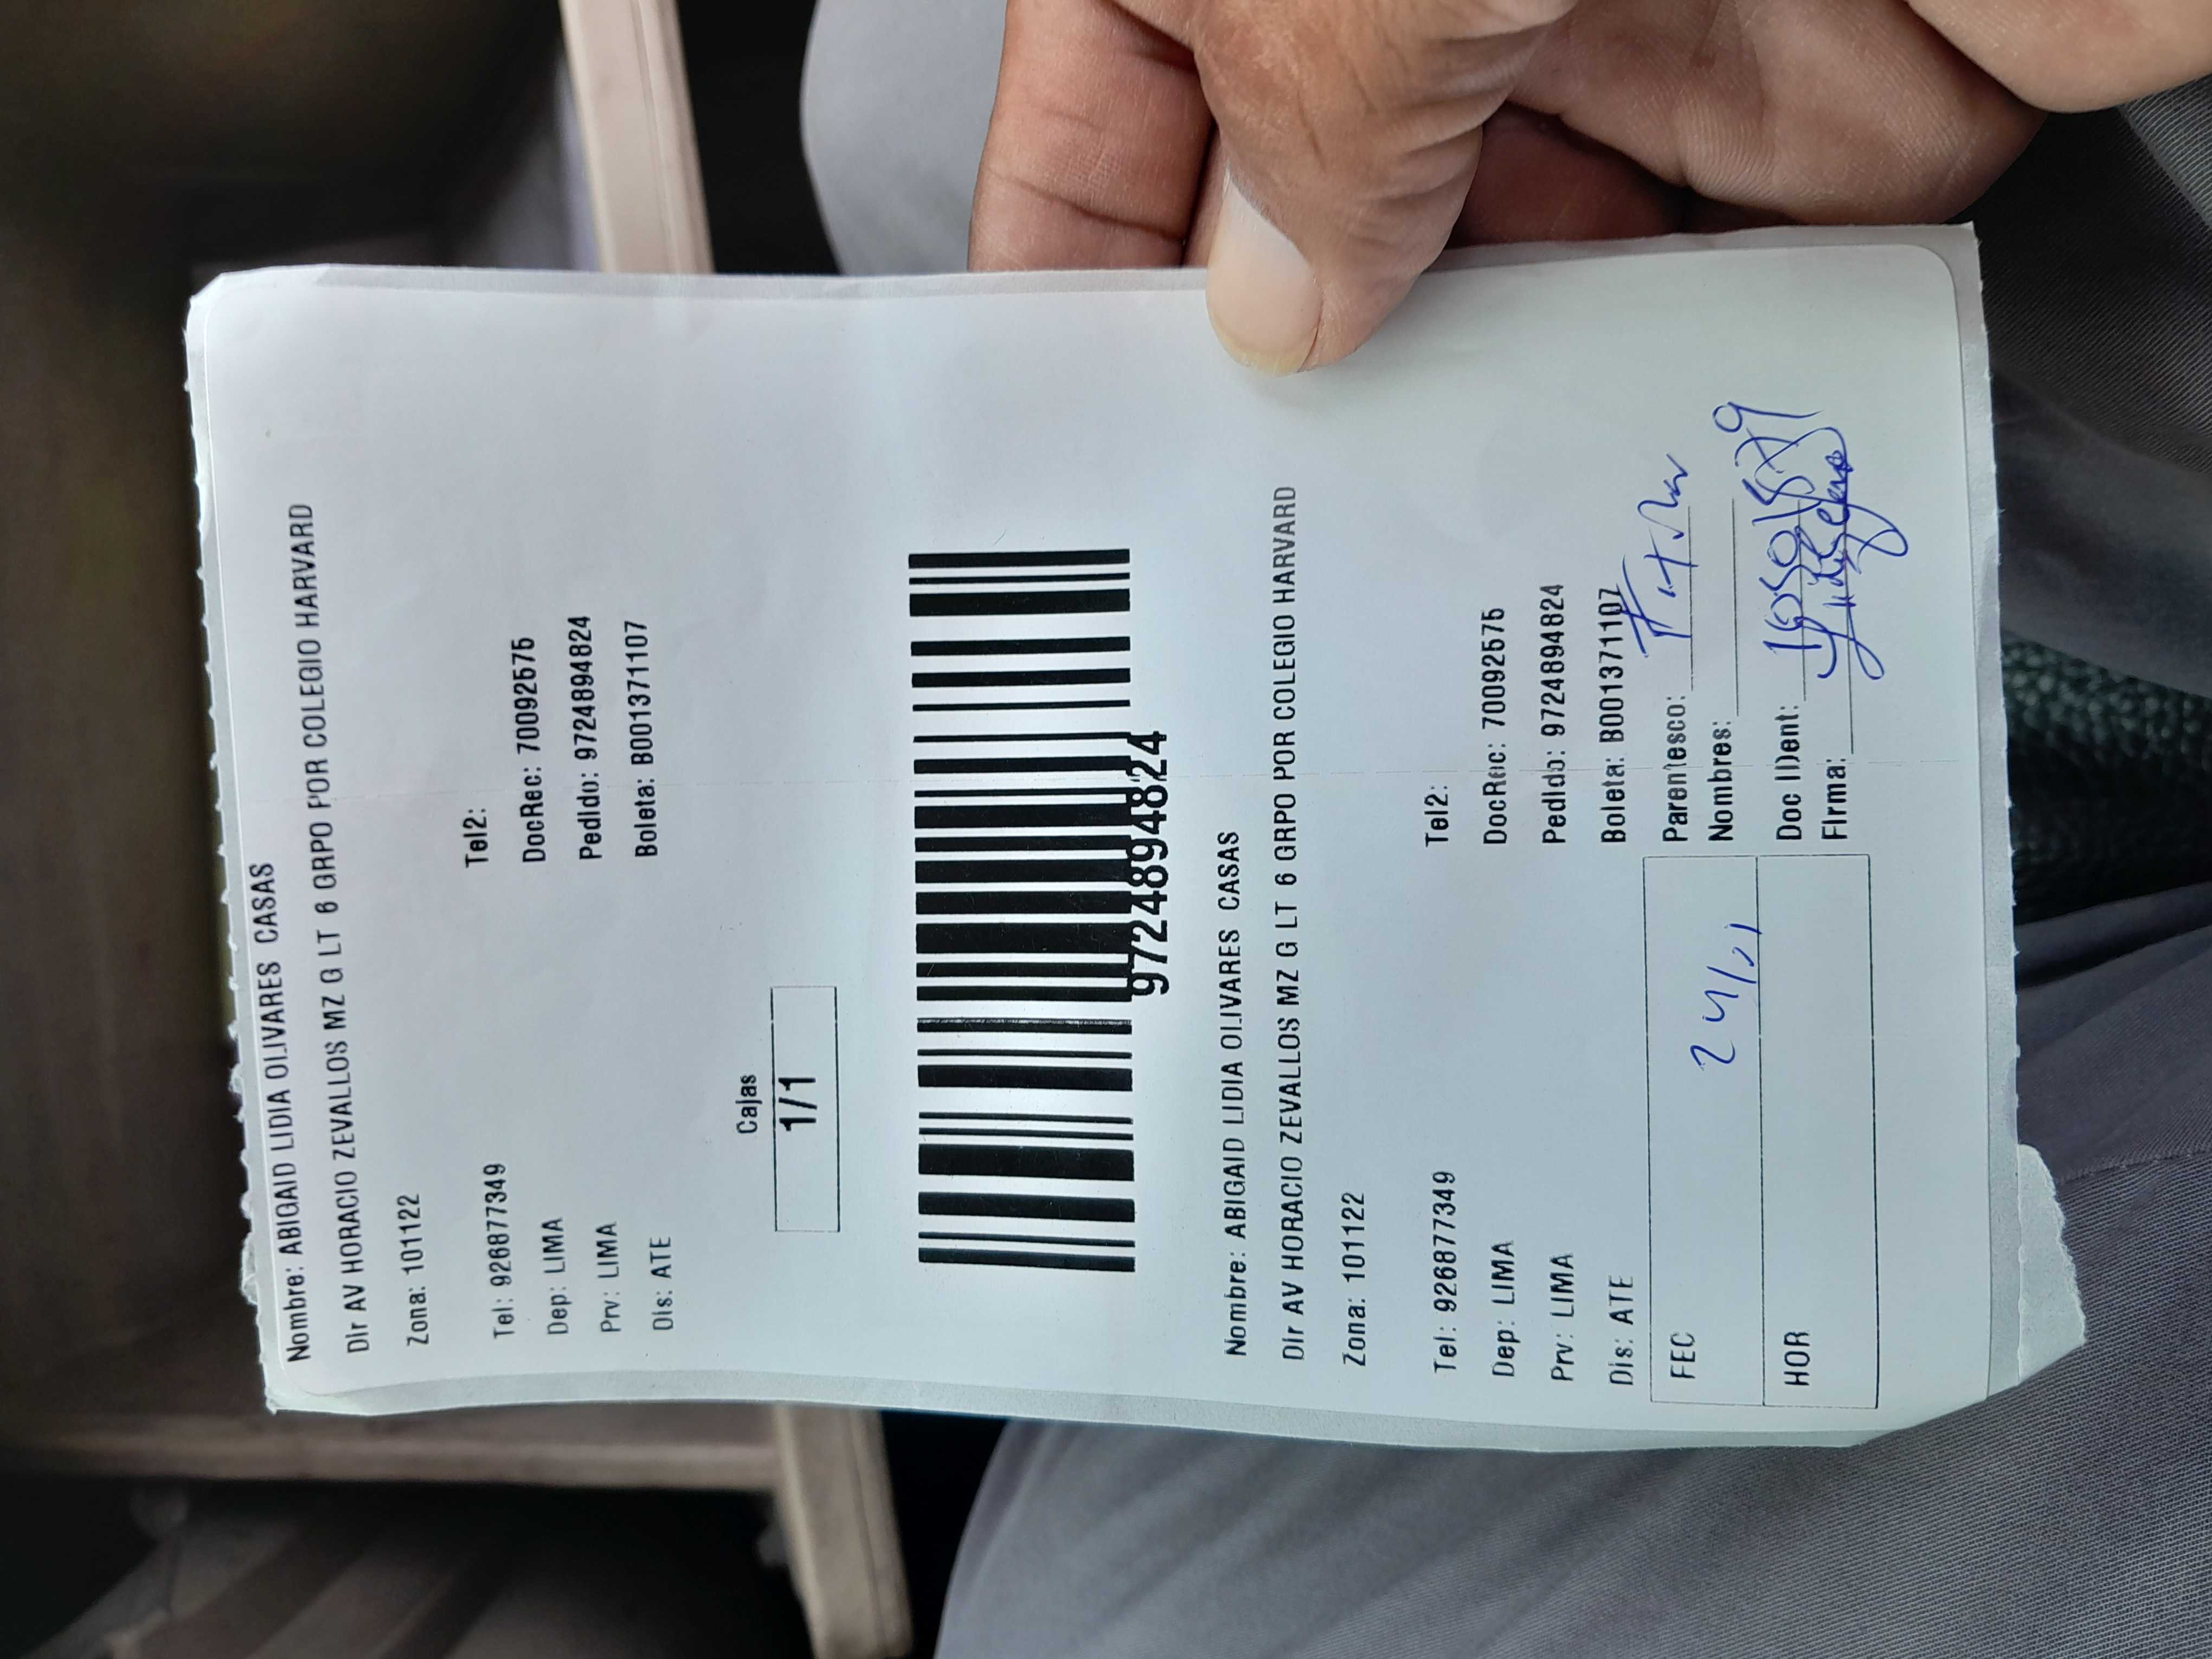 Nombre: ABIGAID LIDIA OLIVARES CASAS
DIr AV HORACIO ZEVALLOS MZ G LT 6 GRPO POR COLEGIO HARVARD
Zona: 101122
Tel: 926877349 Tel2:
Dep: LIMA DocRec: 70092575
Prv: LIMA PedIdo: 97248948​24
DIs: ATE Boleta: B001371107
Cajas
1/1
9724894824
Nombre: ABIGAID LIDIA OLIVARES CASAS
DIr AV HORACIO ZEVALLOS MZ G LT 6 GRPO POR COLEGIO HARVARD
Zona: 101122
Tel: 926877349 Tel2:
Dep: LIMA DocRec: 70092575
Prv: LIMA PedIdo: 9724894824
Dis: ATE Boleta: B001371107
FEC Parentesco:
Nombres:
HOR Doc IDent:
FIrma: